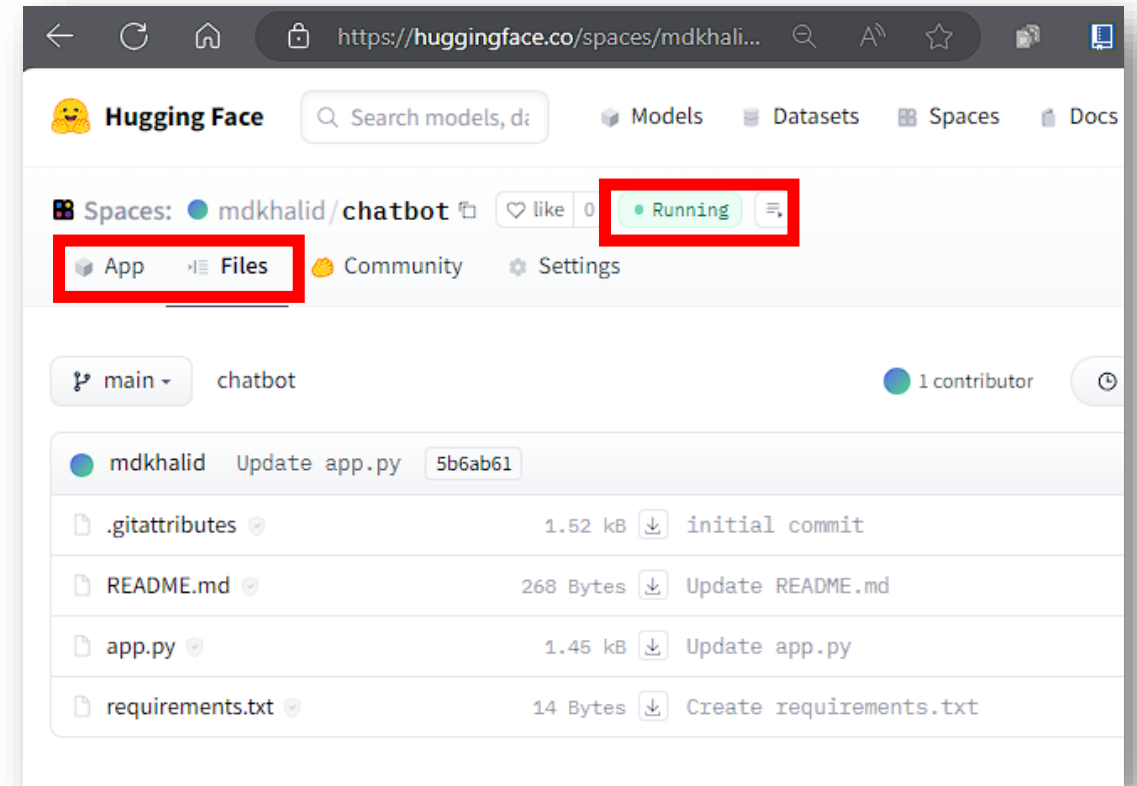 https://huggingface.co/spaces/mdkhali...
Hugging Face Search models, da Models Datasets Spaces Docs
Spaces: mdkhalid/chatbot like 0 Running
App Files Community Settings
main chatbot 1 contributor
mdkhalid Update app.py 5b6ab61
.gitattributes 1.52 kB initial commit
README.md 268 Bytes Update README.md
app.py 1.45 kB Update app.py
requirements.txt 14 Bytes Create requirements.txt